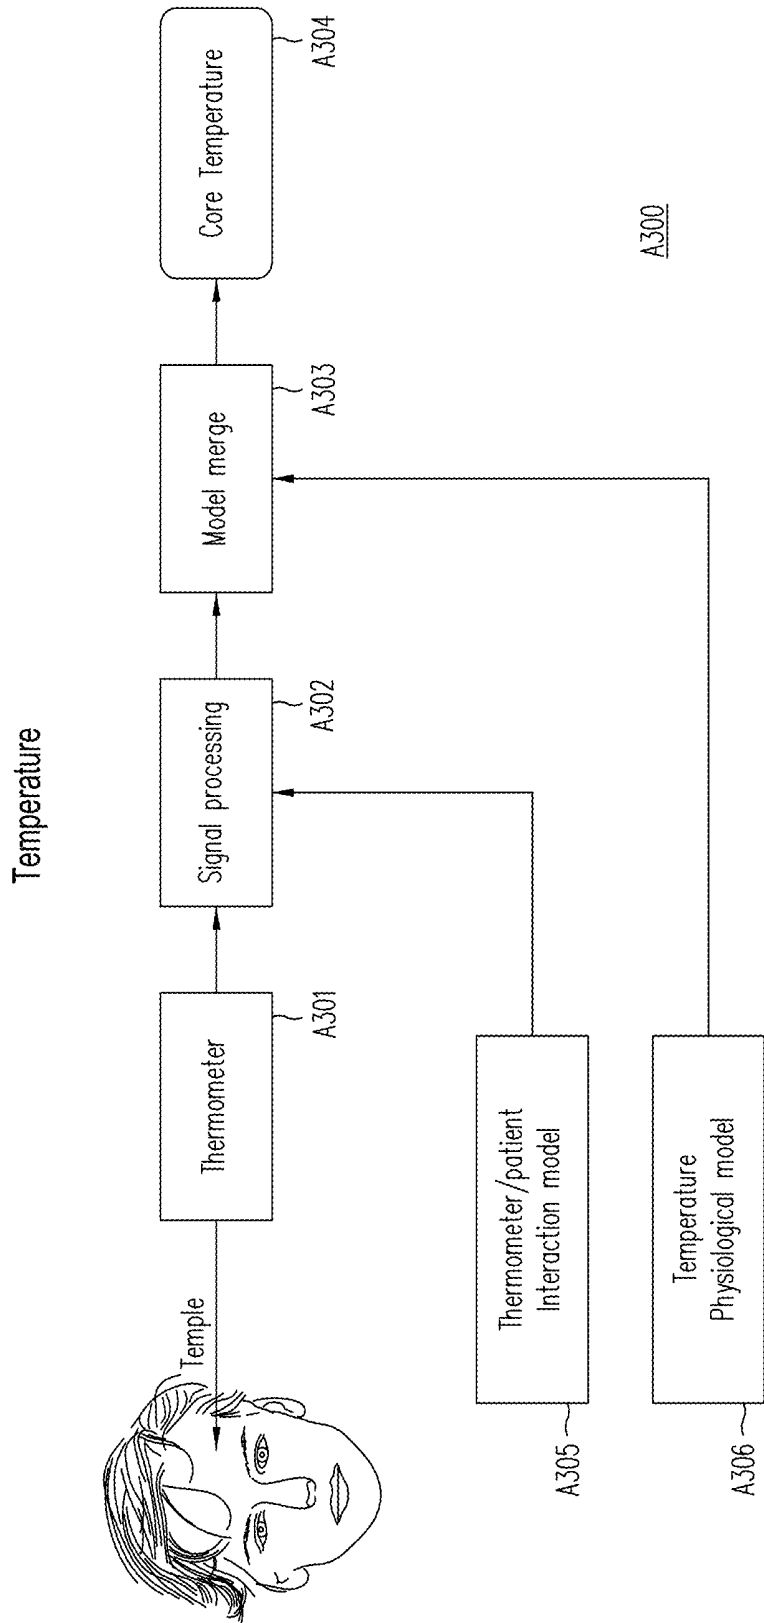 Temperature
Temple
Thermometer
A301
Signal processing
A302
Model merge
A303
Core Temperature
A304
Thermometer/patient
Interaction model
A305
Temperature
Physiological model
A306
A300